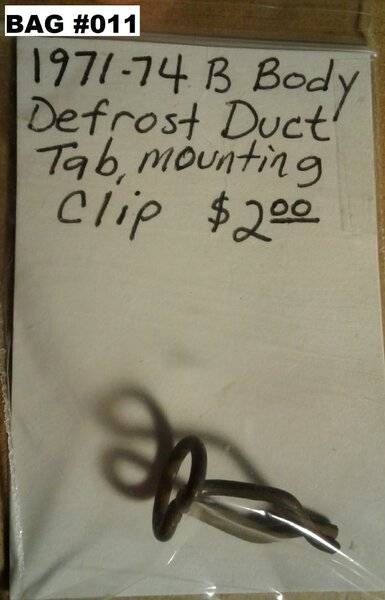 BAG #011
1971-74 B Body
Defrost Duct
Tab, mounting
Clip $2.00